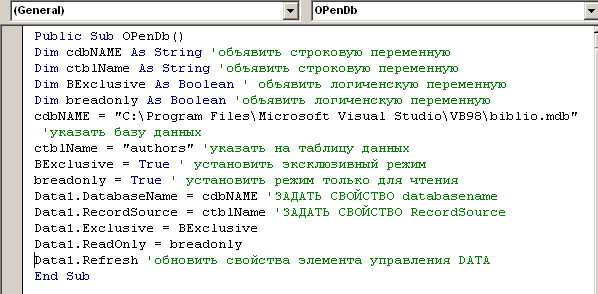 (General)
OPenDb
Public Sub OPenDb()
Dim cdbNAME As String 'объявить строковую переменную
Dim ctblName As String 'объявить строковую переменную
Dim BExclusive As Boolean ' объявить логиченскую переменную
Dim breadonly As Boolean 'объявить логиченскую переменную
cdbNAME = "C:\Program Files\Microsoft Visual Studio\VB98\biblio.mdb"
'указать базу данных
ctblName = "authors" 'указать на таблицу данных
BExclusive = True ' установить эксклюзивный режим
breadonly = True ' установить режим только для чтения
Data1.DatabaseName = cdbNAME 'ЗАДАТЬ СВОЙСТВО databasename
Data1.RecordSource = ctblName 'ЗАДАТЬ СВОЙСТВО RecordSource
Data1.Exclusive = BExclusive
Data1.ReadOnly = breadonly
Data1.Refresh 'обновить свойства элемента управления DATA
End Sub